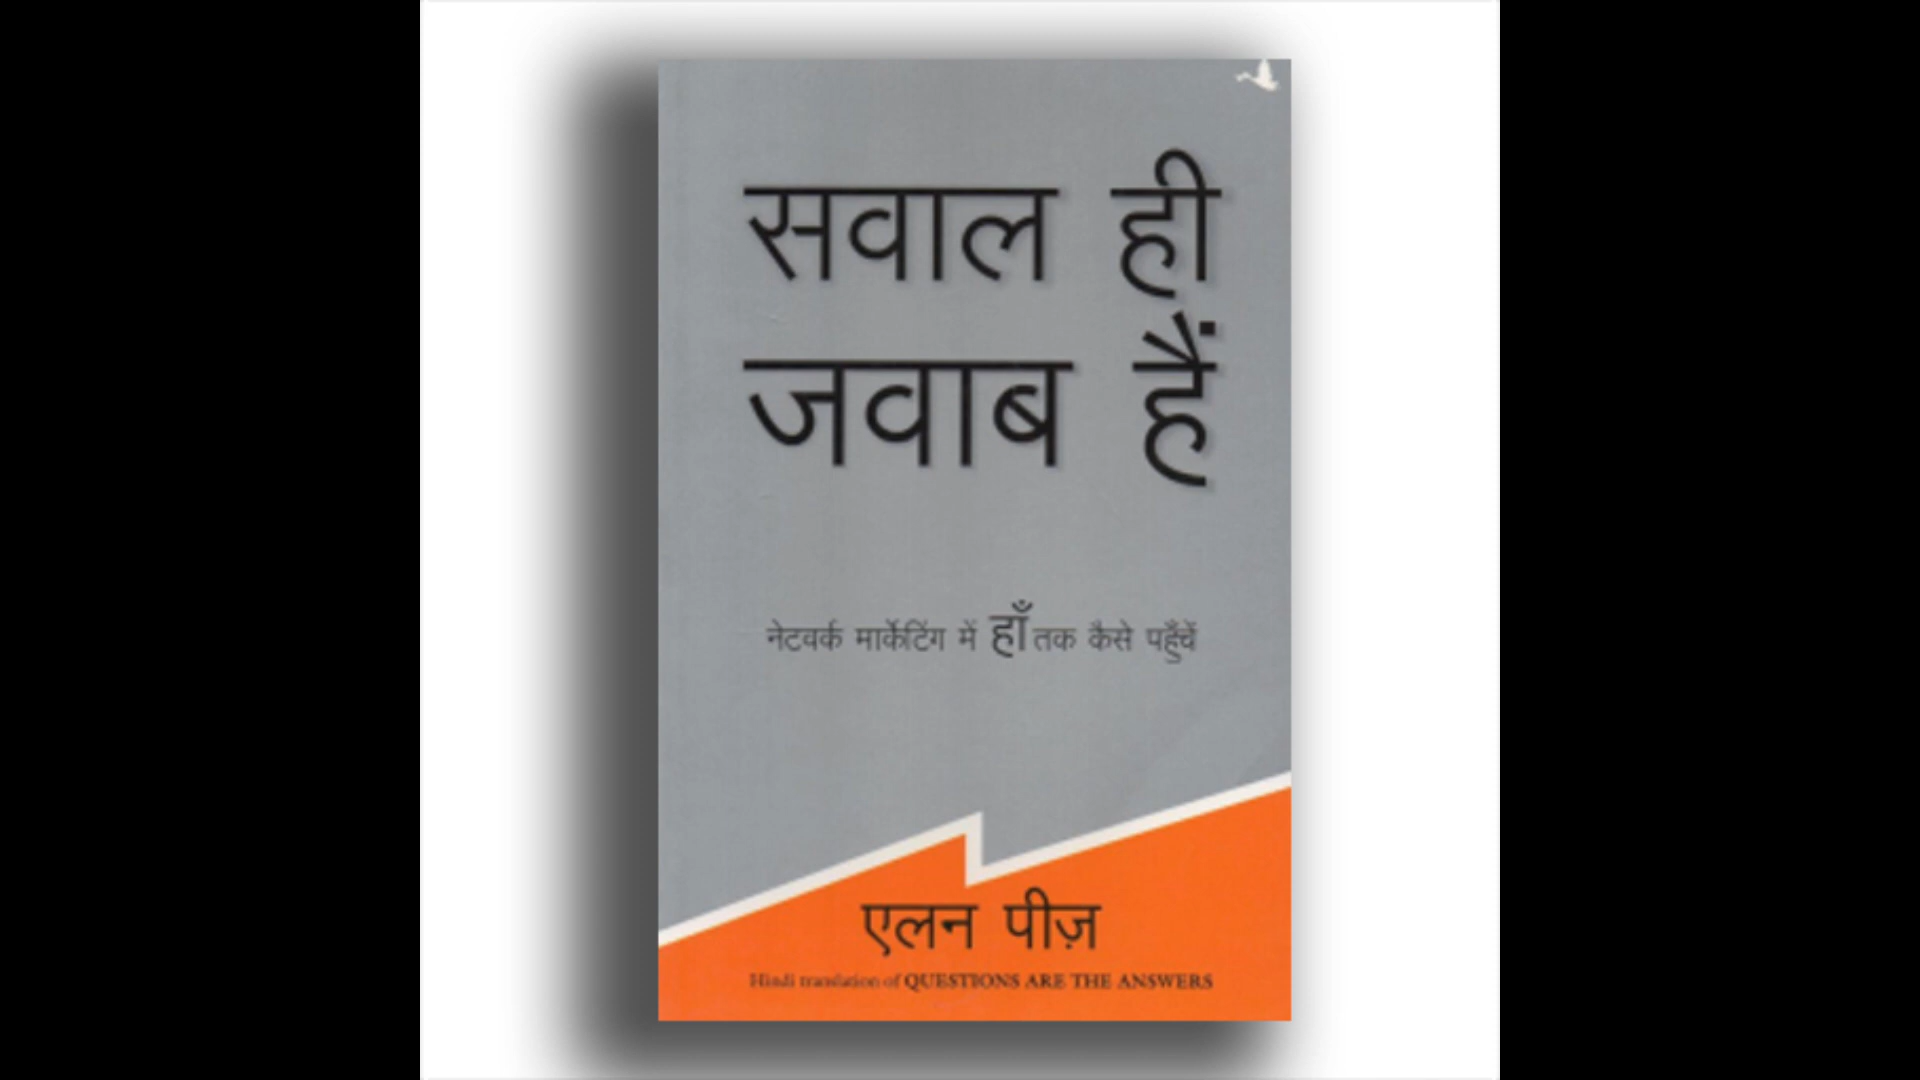 सवाल ही
जवाब हैं
नेटवर्क मार्केटिंग में हाँ तक कैसे पहुँचें
एलन पीज़
Hindi translation of QUESTIONS ARE THE ANSWERS